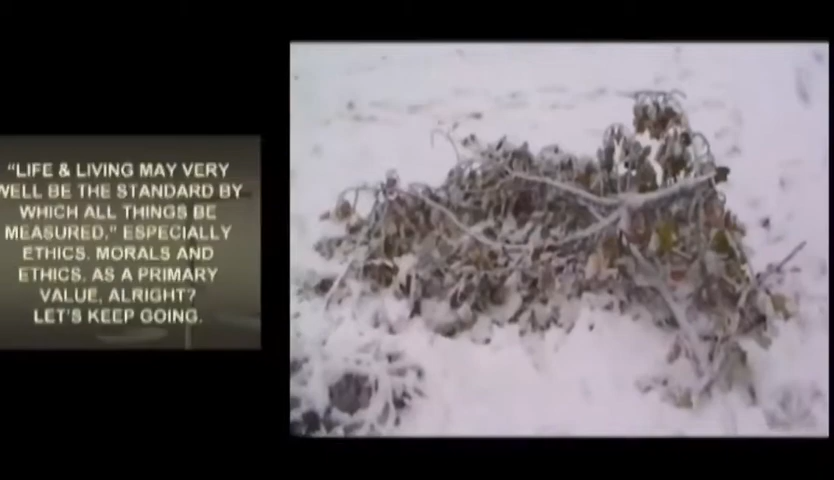 "LIFE & LIVING MAY VERY
WELL BE THE STANDARD BY
WHICH ALL THINGS BE
MEASURED," ESPECIALLY
ETHICS. MORALS AND
ETHICS, AS A PRIMARY
VALUE, ALRIGHT?
LET'S KEEP GOING.